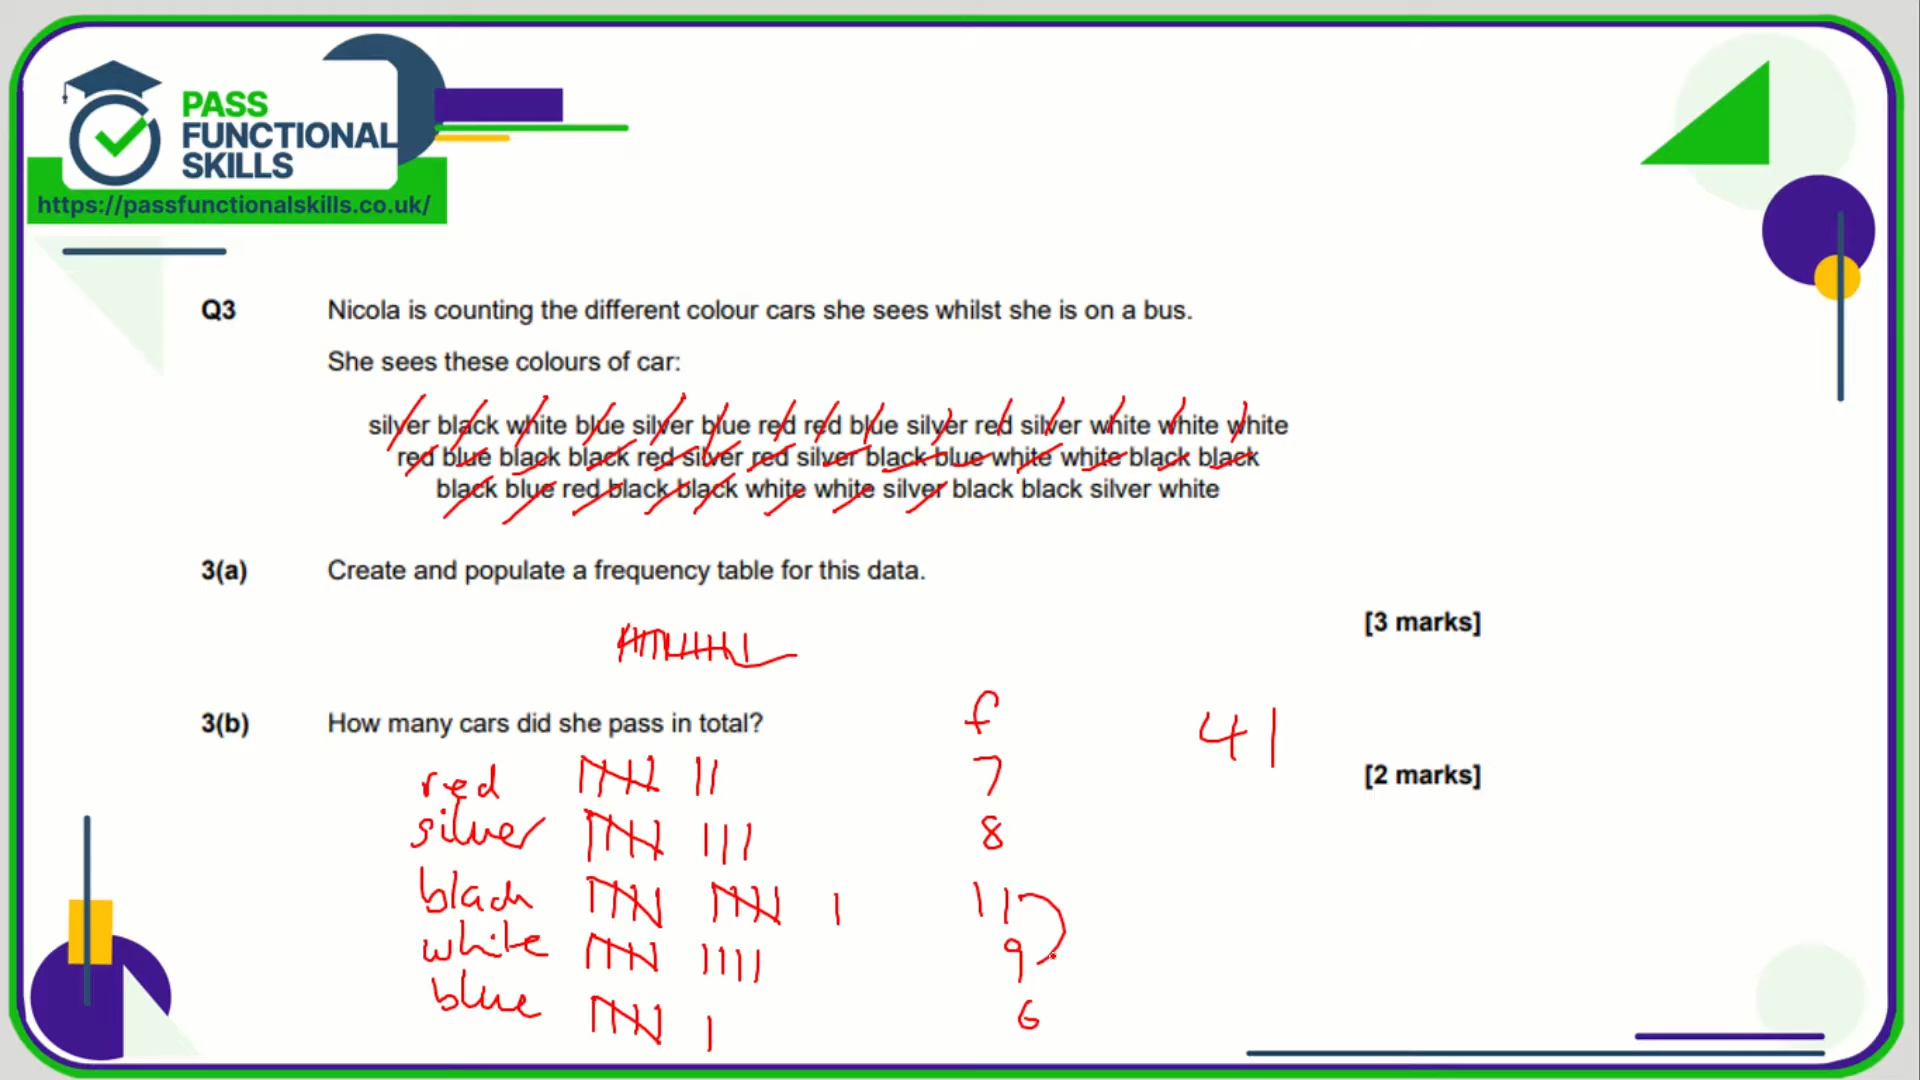 PASS
FUNCTIONAL
SKILLS
https://passfunctionalskills.co.uk/
Q3 Nicola is counting the different colour cars she sees whilst she is on a bus.
She sees these colours of car:
silver black white blue silver blue red red blue silver red silver white white white
red blue black black red silver red silver black blue white white black black
black blue red black black white white silver black black silver white
3(a) Create and populate a frequency table for this data.
[3 marks]
3(b) How many cars did she pass in total?
f
41
[2 marks]
red 7
silver 8
black 11
white 9
blue 6